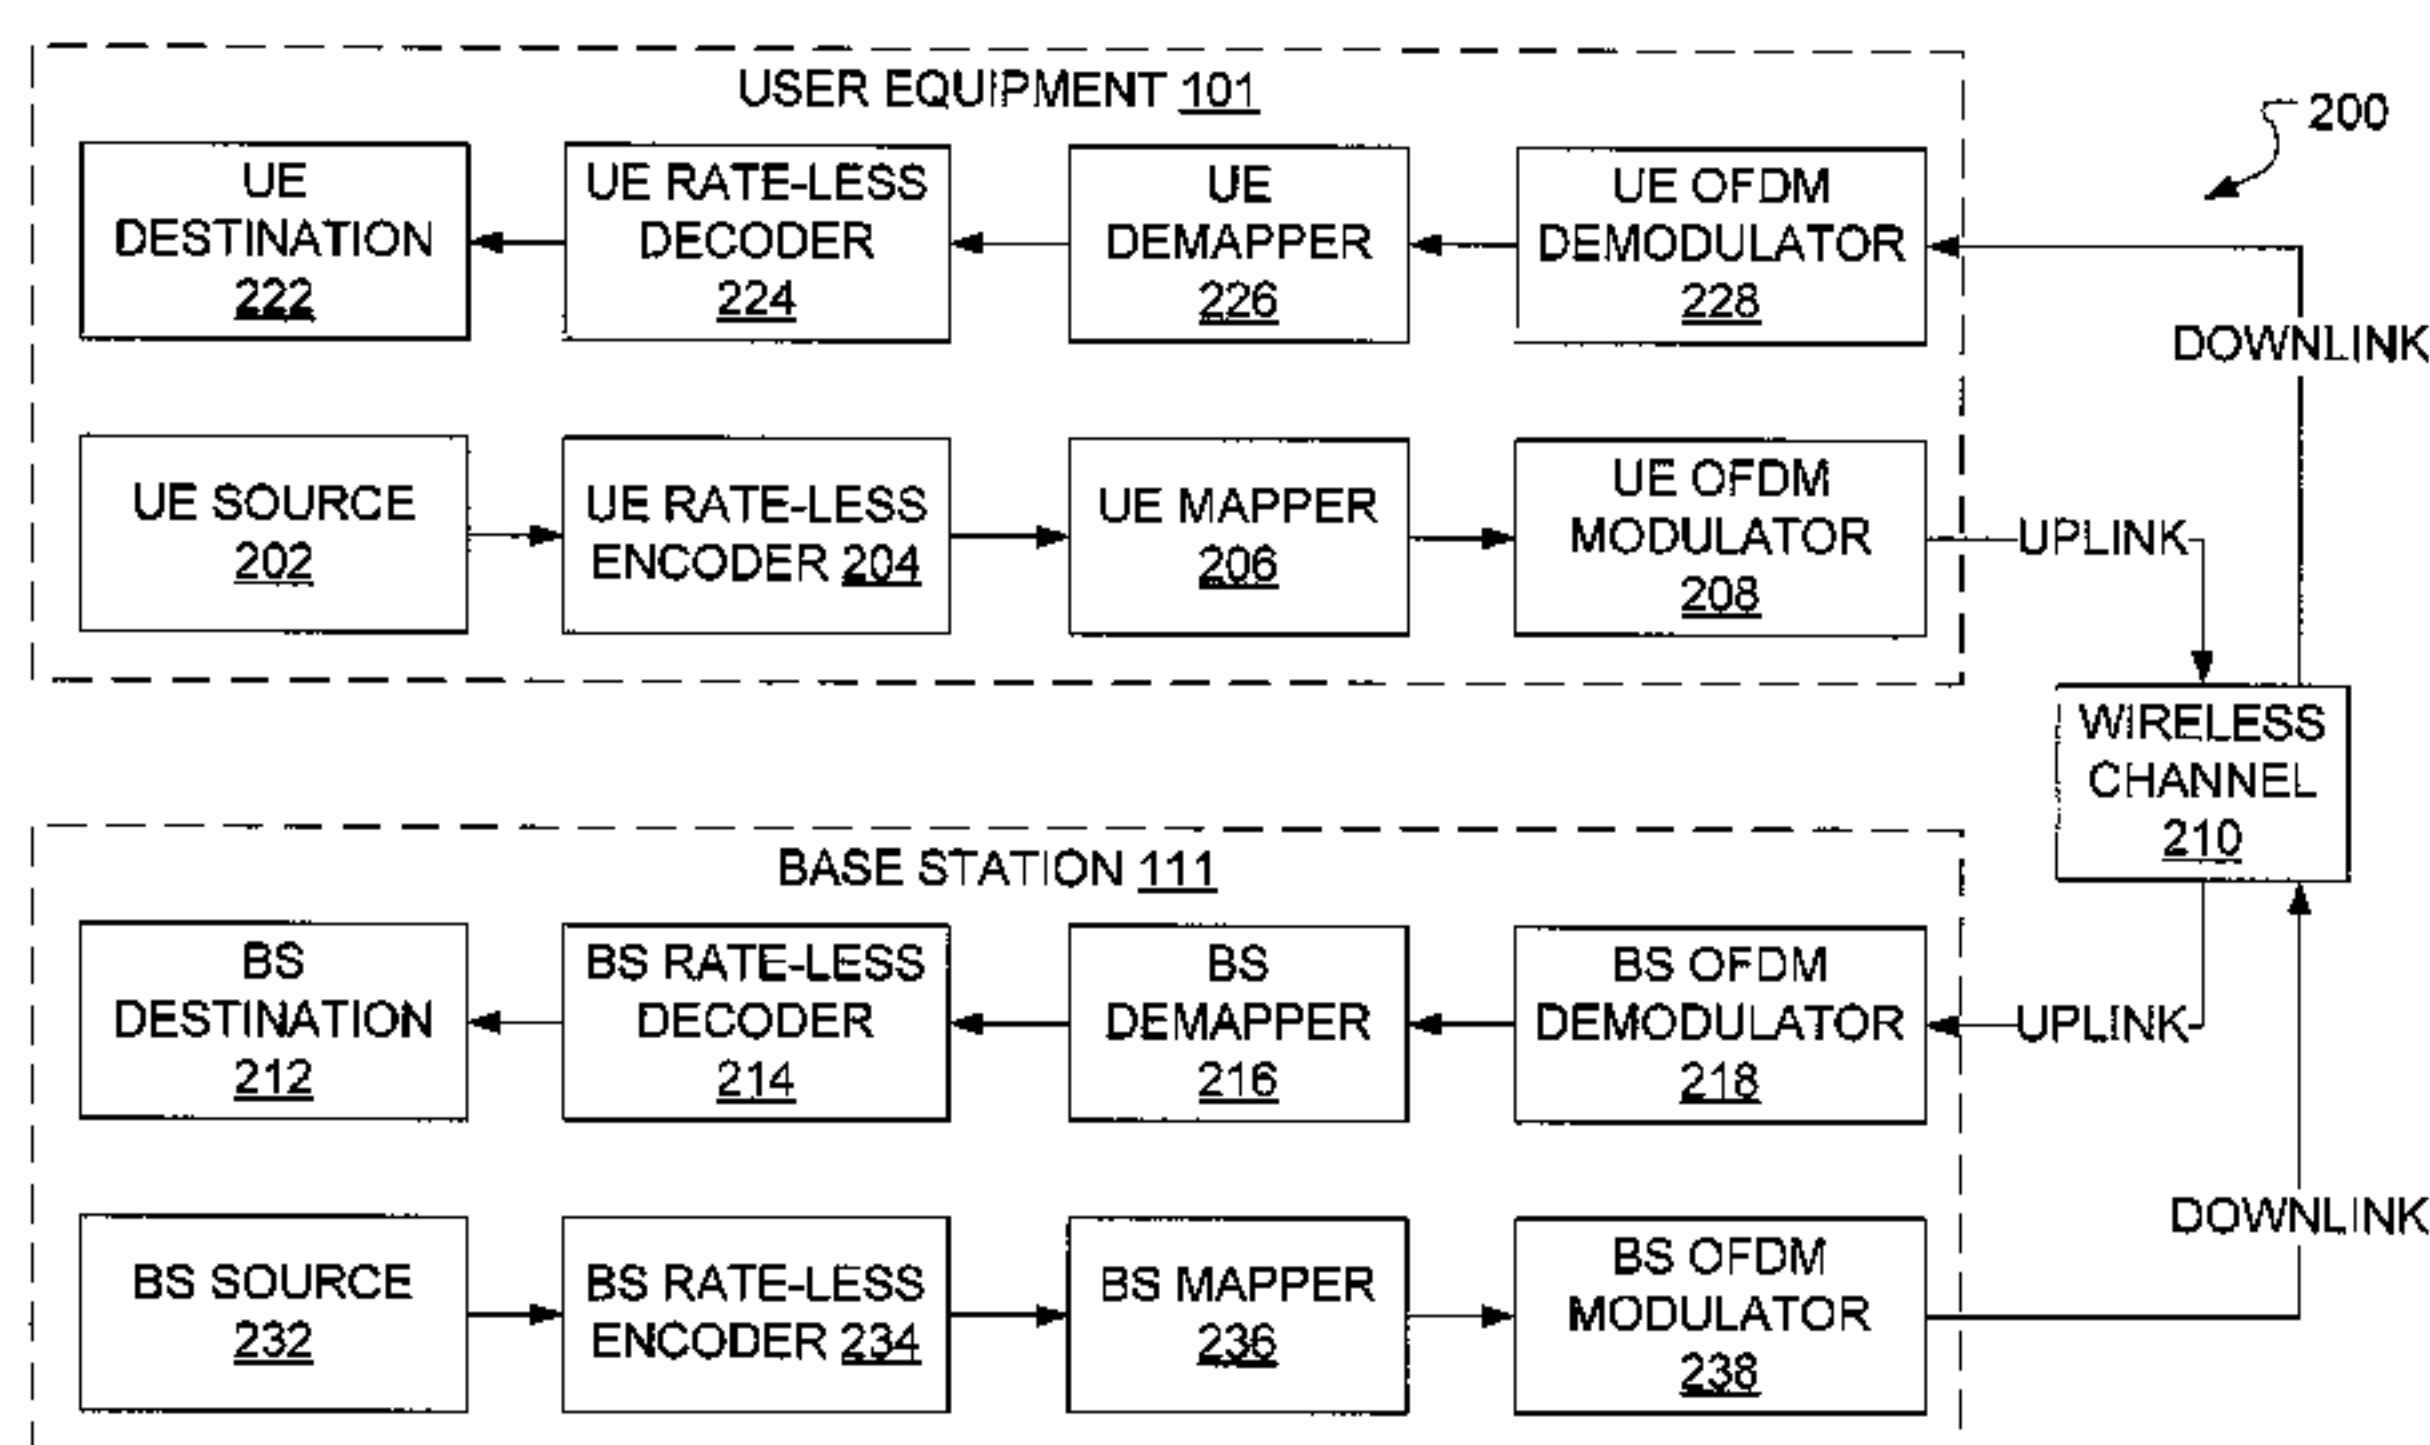 USER EQUIPMENT 101
200
UE
DESTINATION
222
UE RATE-LESS
DECODER
224
UE
DEMAPPER
226
UE OFDM
DEMODULATOR
228
DOWNLINK
UE SOURCE
202
UE RATE-LESS
ENCODER 204
UE MAPPER
206
UE OFDM
MODULATOR
208
UPLINK
WIRELESS
CHANNEL
210
BASE STATION 111
BS
DESTINATION
212
BS RATE-LESS
DECODER
214
BS
DEMAPPER
216
BS OFDM
DEMODULATOR
218
UPLINK
DOWNLINK
BS SOURCE
232
BS RATE-LESS
ENCODER 234
BS MAPPER
236
BS OFDM
MODULATOR
238